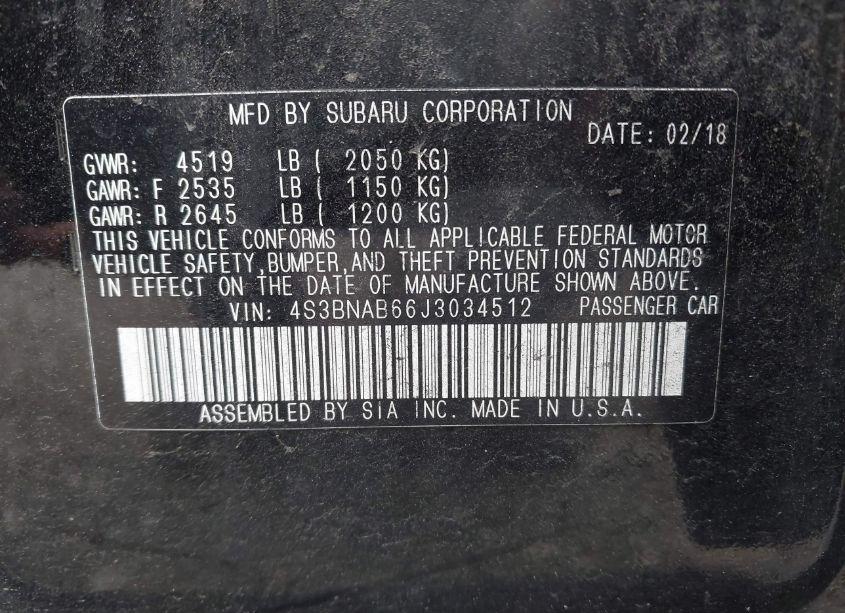 MFD BY SUBARU CORPORATION
DATE: 02/18
GVWR: 4519 LB ( 2050 KG)
GAWR: F 2535 LB ( 1150 KG)
GAWR: R 2645 LB ( 1200 KG)
THIS VEHICLE CONFORMS TO ALL APPLICABLE FEDERAL MOTOR
VEHICLE SAFETY,BUMPER,AND THEFT PREVENTION STANDARDS
IN EFFECT ON THE DATE OF MANUFACTURE SHOWN ABOVE.
VIN: 4S3BNAB66J3034512 PASSENGER CAR
ASSEMBLED BY SIA INC. MADE IN U.S.A.